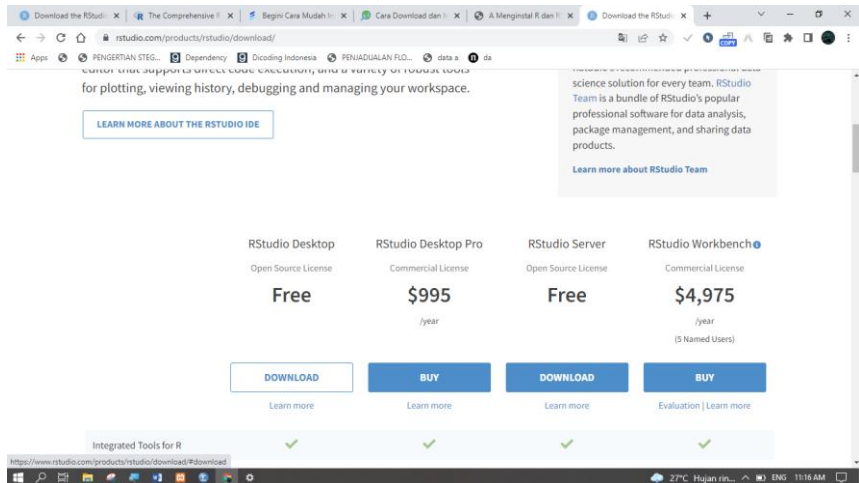 Download the RStudi
The Comprehensive R
Begini Cara Mudah In
Cara Download dan I
A Menginstal R dan R
Download the RStudi
rstudio.com/products/rstudio/download/
Apps
PENGERTIAN STEG...
Dependency
Dicoding Indonesia
PENJADUALAN FLO...
data a
da
editor that supports direct code execution, and a variety of robust tools
for plotting, viewing history, debugging and managing your workspace.
LEARN MORE ABOUT THE RSTUDIO IDE
RStudio's recommended professional data
science solution for every team. RStudio
Team is a bundle of RStudio's popular
professional software for data analysis,
package management, and sharing data
products.
Learn more about RStudio Team
RStudio Desktop
Open Source License
Free
DOWNLOAD
Learn more
RStudio Desktop Pro
Commercial License
$995
/year
BUY
Learn more
RStudio Server
Open Source License
Free
DOWNLOAD
Learn more
RStudio Workbench
Commercial License
$4,975
/year
(5 Named Users)
BUY
Evaluation | Learn more
Integrated Tools for R
https://www.rstudio.com/products/rstudio/download/#download
27°C Hujan rin...
ENG
11:16 AM